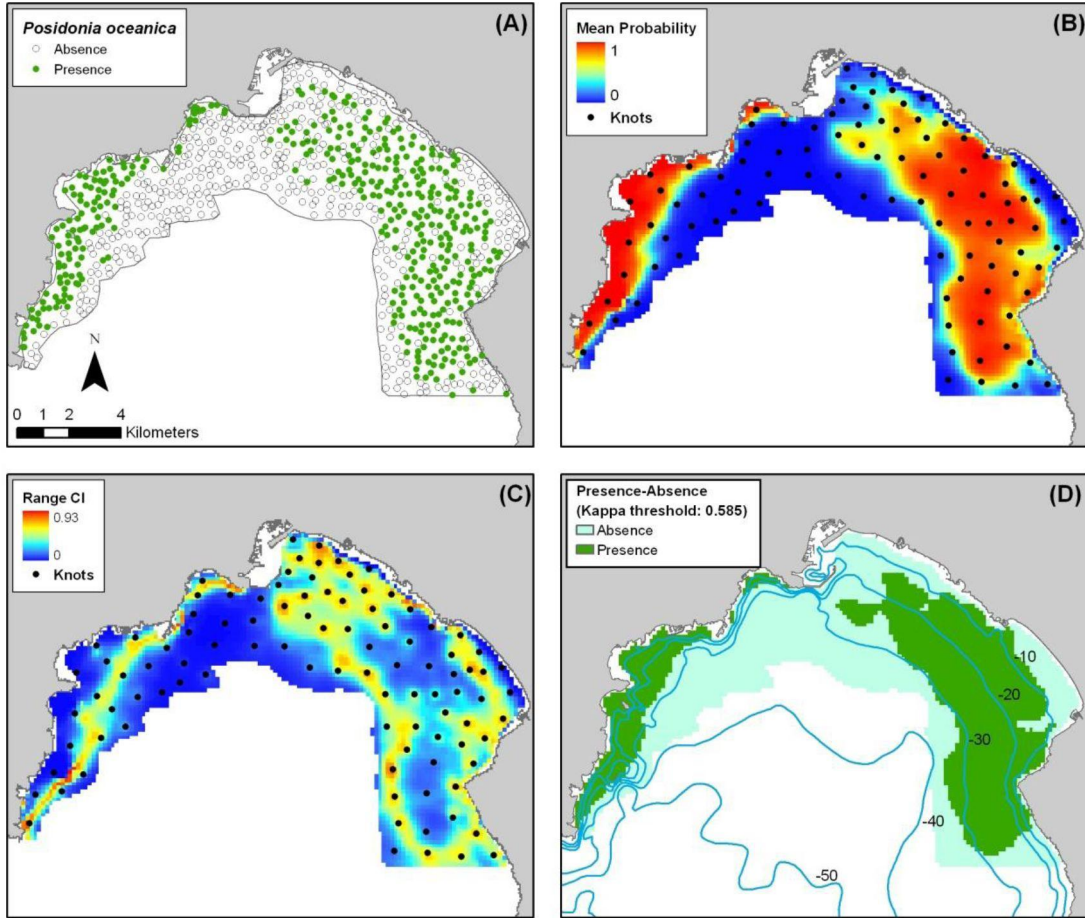 Posidonia oceanica
Absence
Presence
(A)
N
0 1 2 4
Kilometers
Mean Probability
1
0
Knots
(B)
Range CI
0.93
0
Knots
(C)
Presence-Absence
(Kappa threshold: 0.585)
Absence
Presence
(D)
-10
-20
-30
-40
-50